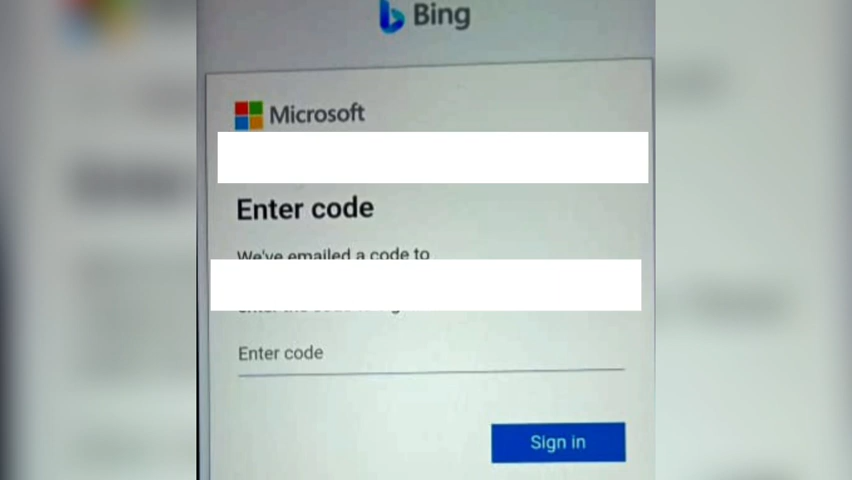 Bing
Microsoft
Enter code
We've emailed a code to
Enter code
Sign in